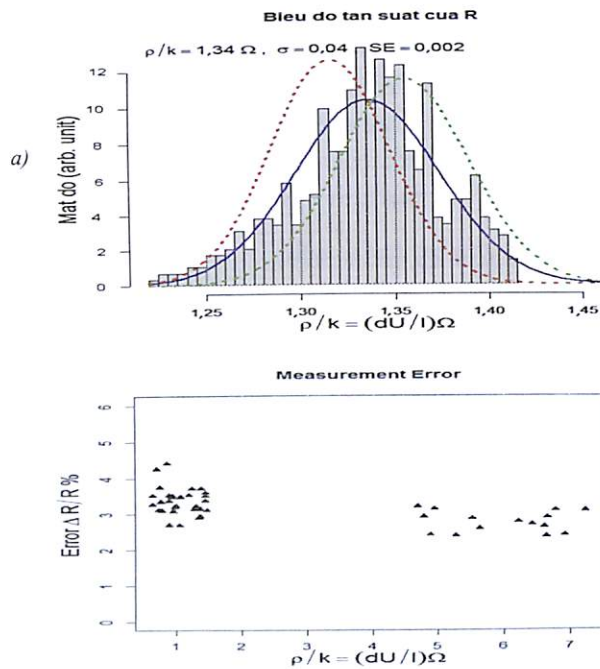 Bieu do tan suat cua R
ρ/k = 1,34 Ω , σ = 0,04 SE = 0,002
a)
Mat do (arb. unit)
12
10
8
6
4
2
0
1,25 1,30 1,35 1,40 1,45
ρ/k = (dU/I)Ω
Measurement Error
Error Δ R/R %
6
5
4
3
2
1
0
1 2 3 4 5 6 7
ρ/k = (dU/I)Ω